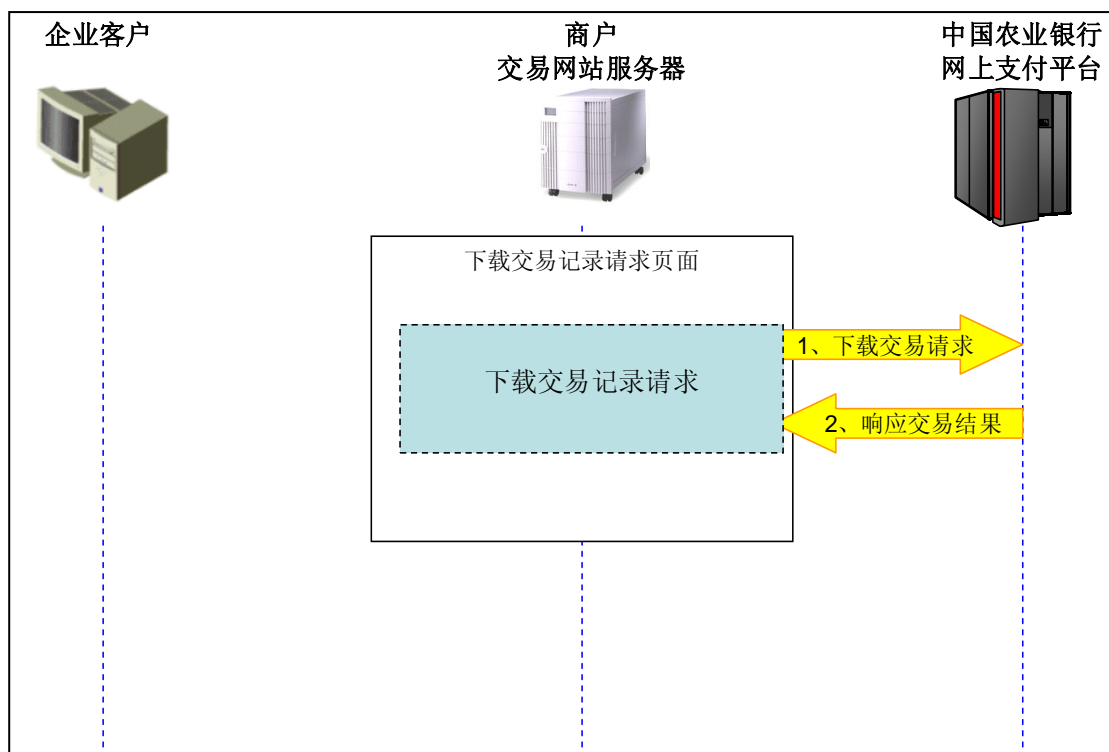 企业客户
商户
交易网站服务器
中国农业银行
网上支付平台
下载交易记录请求页面
下载交易记录请求
1、下载交易请求
2、响应交易结果